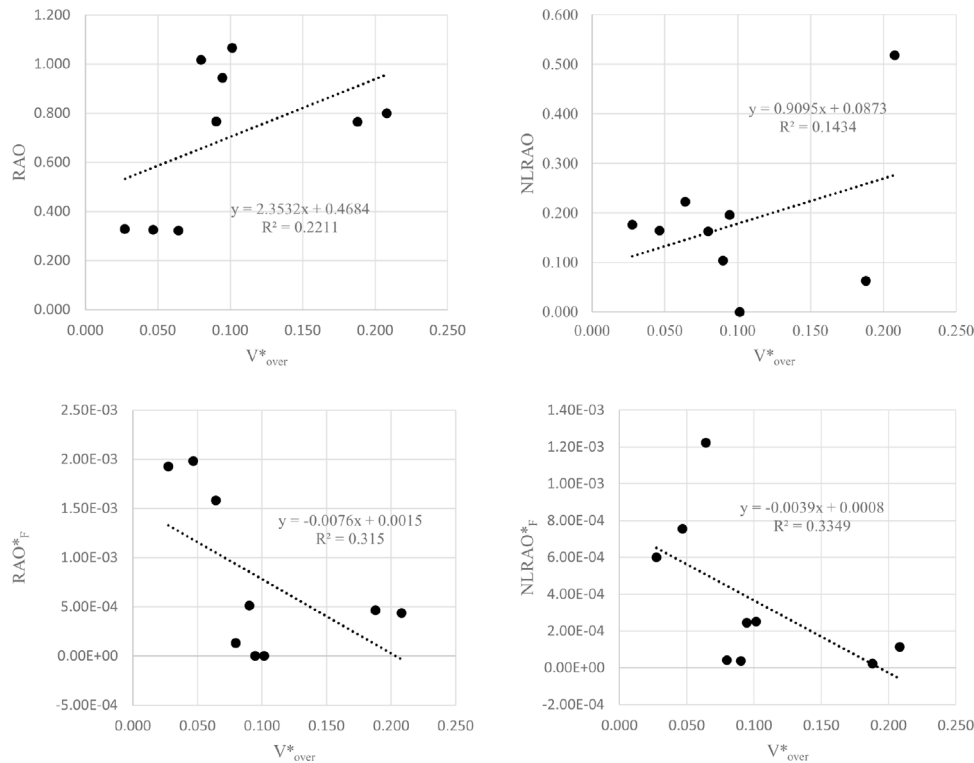 1.200
1.000
0.800
0.600
0.400
0.200
0.000
RAO
y = 2.3532x + 0.4684
R² = 0.2211
0.000 0.050 0.100 0.150 0.200 0.250
V*over
0.600
0.500
0.400
0.300
0.200
0.100
0.000
NLRAO
y = 0.9095x + 0.0873
R² = 0.1434
0.000 0.050 0.100 0.150 0.200 0.250
V*over
2.50E-03
2.00E-03
1.50E-03
1.00E-03
5.00E-04
0.00E+00
-5.00E-04
RAO*F
y = -0.0076x + 0.0015
R² = 0.315
0.000 0.050 0.100 0.150 0.200 0.250
V*over
1.40E-03
1.20E-03
1.00E-03
8.00E-04
6.00E-04
4.00E-04
2.00E-04
0.00E+00
-2.00E-04
NLRAO*F
y = -0.0039x + 0.0008
R² = 0.3349
0.000 0.050 0.100 0.150 0.200 0.250
V*over